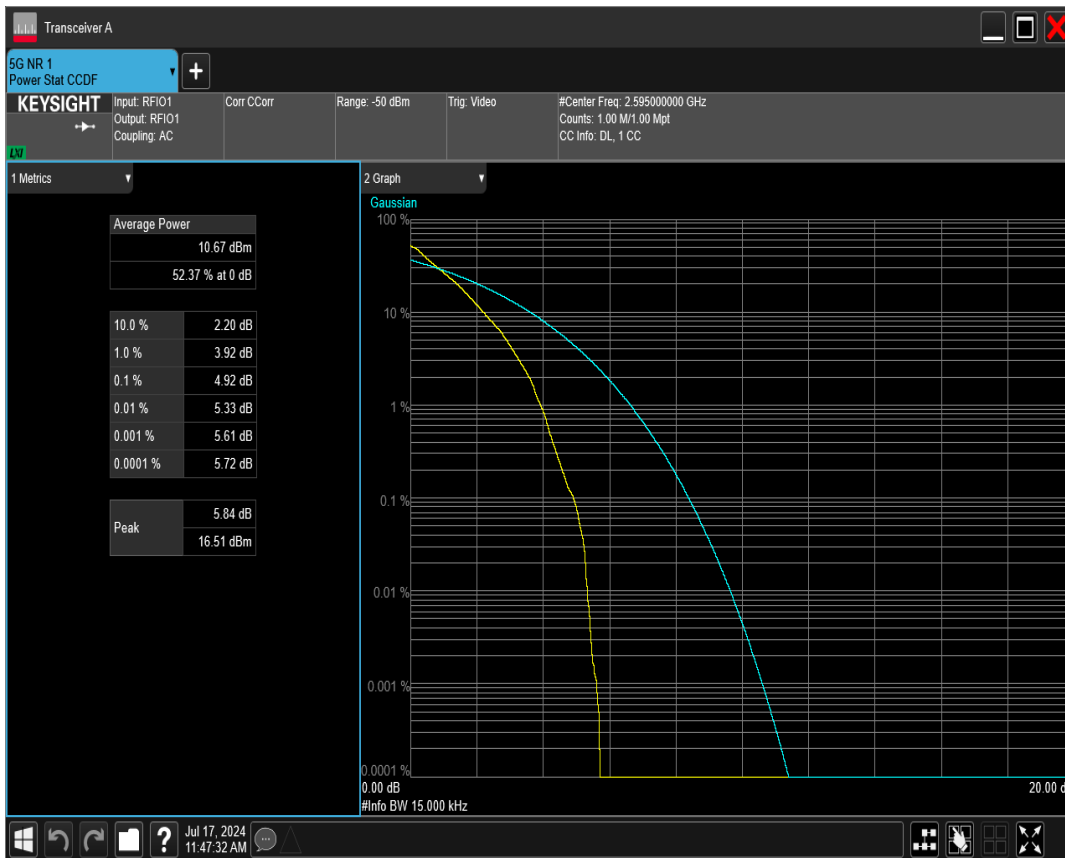 Transceiver A
5G NR 1
Power Stat CCDF
KEYSIGHT
LXI
Input: RFIO1
Output: RFIO1
Coupling: AC
Corr CCorr
Range: -50 dBm
Trig: Video
#Center Freq: 2.595000000 GHz
Counts: 1.00 M/1.00 Mpt
CC Info: DL, 1 CC
1 Metrics
Average Power
10.67 dBm
52.37 % at 0 dB
10.0 % 2.20 dB
1.0 % 3.92 dB
0.1 % 4.92 dB
0.01 % 5.33 dB
0.001 % 5.61 dB
0.0001 % 5.72 dB
Peak 5.84 dB
16.51 dBm
2 Graph
Gaussian
100 %
10 %
1 %
0.1 %
0.01 %
0.001 %
0.0001 %
0.00 dB
20.00 d
#Info BW 15.000 kHz
?
Jul 17, 2024
11:47:32 AM